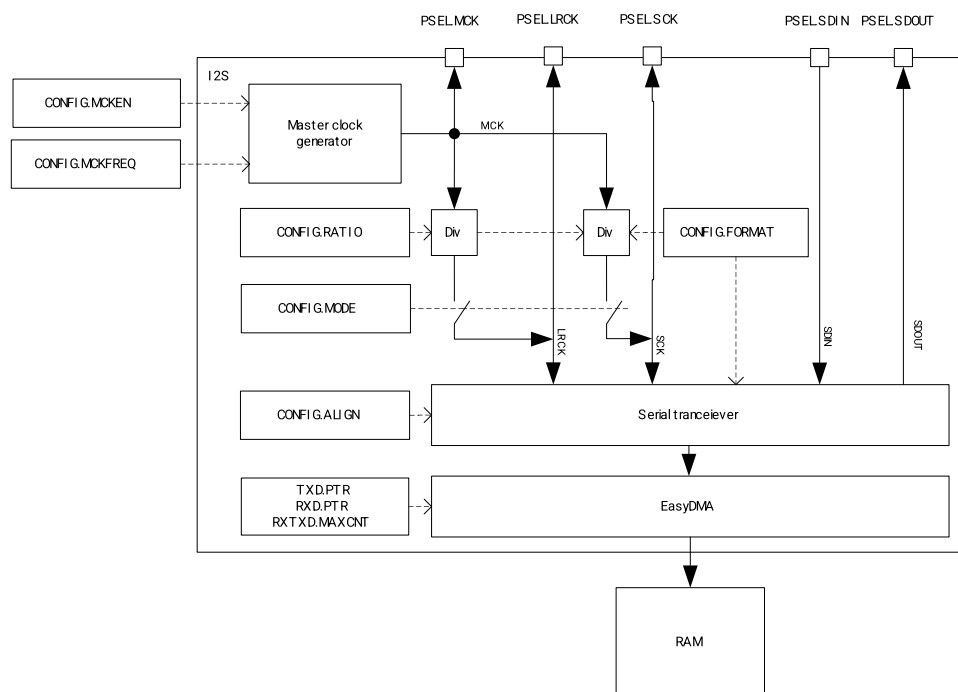 PSEL.MCK
PSEL.LRCK
PSEL.SCK
PSEL.SDIN
PSEL.SDOUT
I2S
CONFIG.MCKEN
Master clock
generator
MCK
CONFIG.MCKFREQ
CONFIG.RATIO
Div
Div
CONFIG.FORMAT
CONFIG.MODE
LRCK
SCK
SDIN
SDOUT
CONFIG.ALIGN
Serial tranceiever
TXD.PTR
RXD.PTR
RXTXD.MAXCNT
EasyDMA
RAM